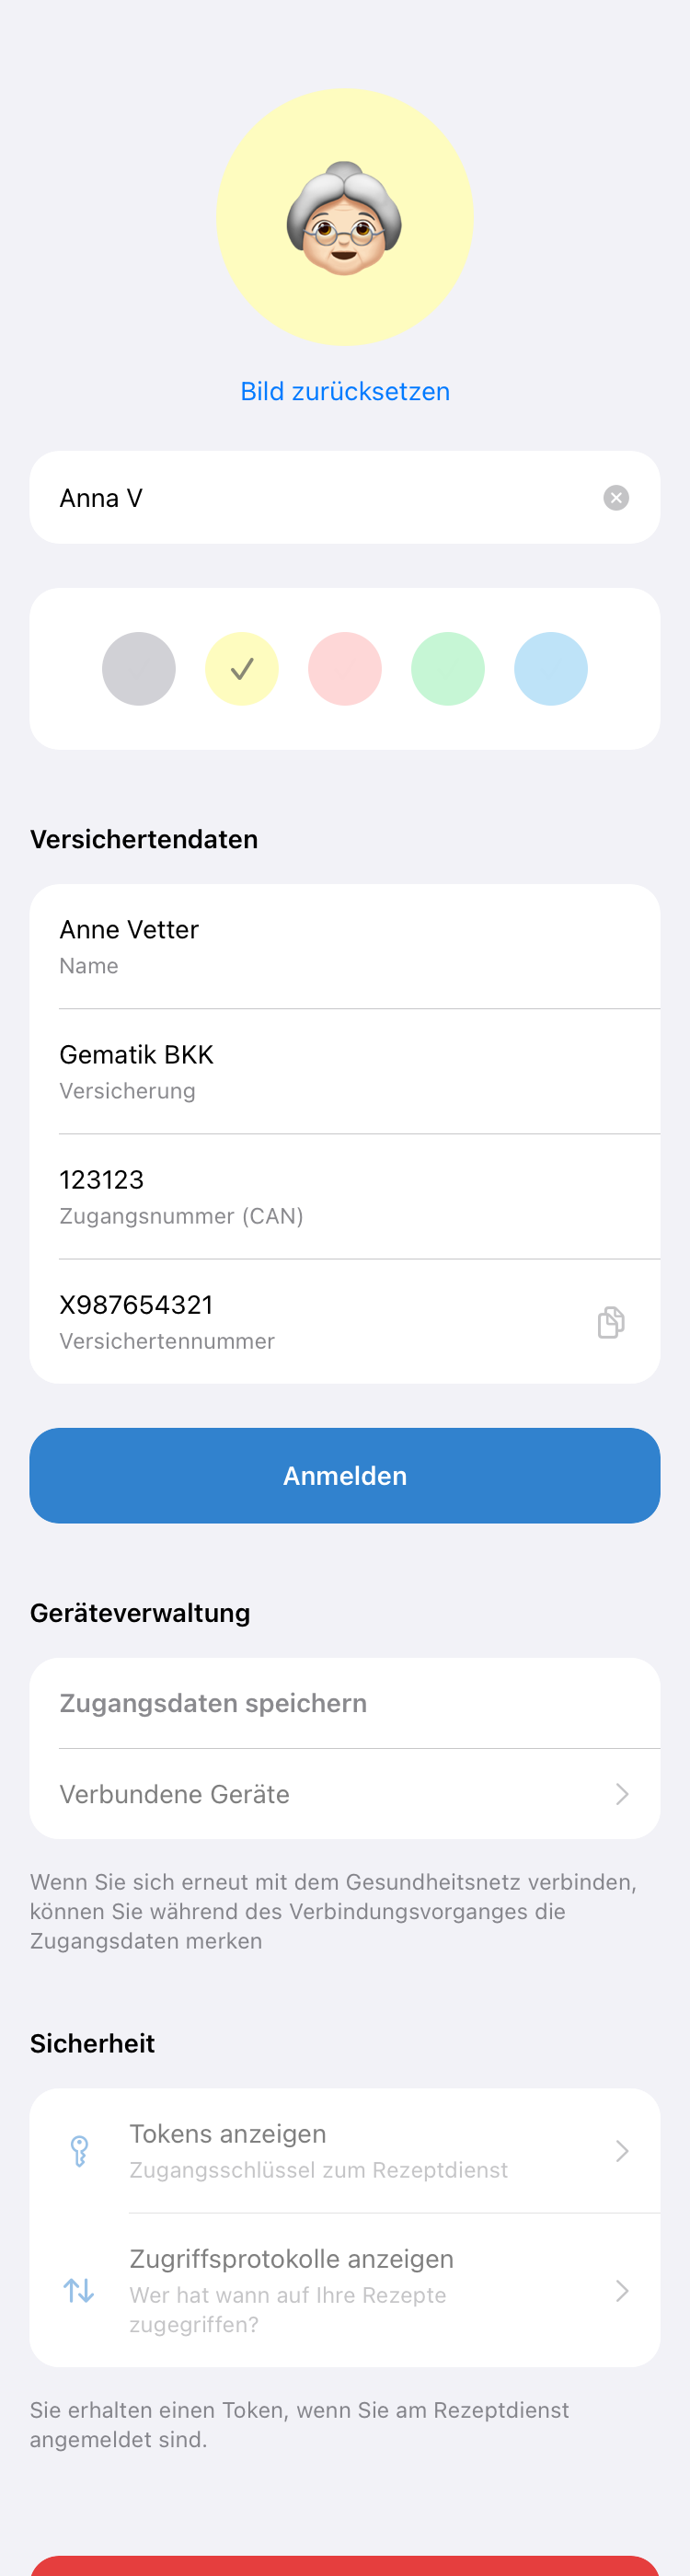 Bild zurücksetzen
Anna V
Versichertendaten
Anne Vetter
Name
Gematik BKK
Versicherung
123123
Zugangsnummer (CAN)
X987654321
Versichertennummer
Anmelden
Geräteverwaltung
Zugangsdaten speichern
Verbundene Geräte
Wenn Sie sich erneut mit dem Gesundheitsnetz verbinden,
können Sie während des Verbindungsvorganges die
Zugangsdaten merken
Sicherheit
Tokens anzeigen
Zugangsschlüssel zum Rezeptdienst
Zugriffsprotokolle anzeigen
Wer hat wann auf Ihre Rezepte
zugegriffen?
Sie erhalten einen Token, wenn Sie am Rezeptdienst
angemeldet sind.